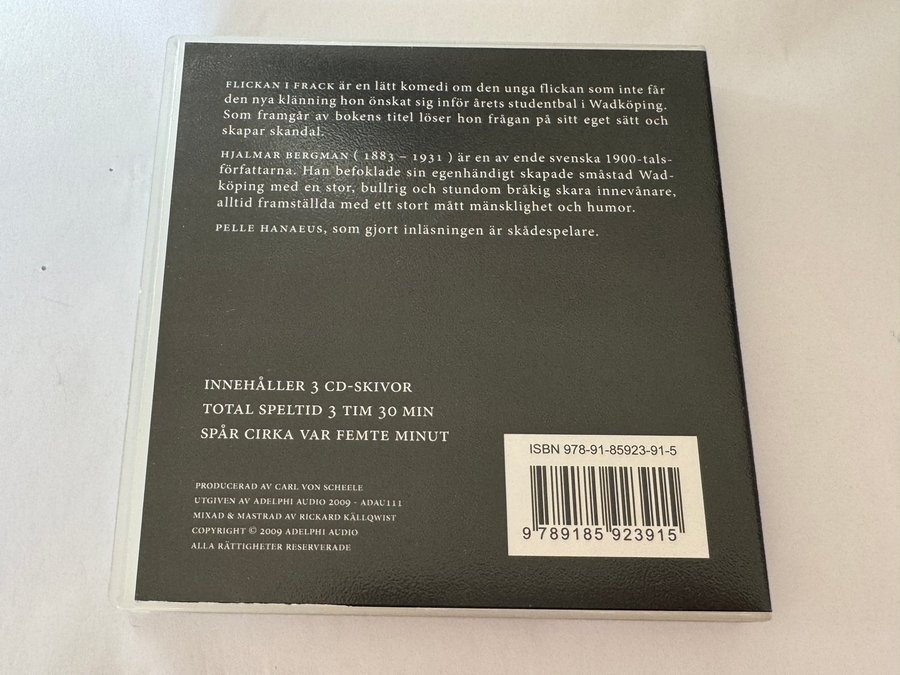 FLICKAN I FRACK är en lätt komedi om den unga flickan som inte får
den nya klänning hon önskat sig inför årets studentbal i Wadköping.
Som framgår av bokens titel löser hon frågan på sitt eget sätt och
skapar skandal.
HJALMAR BERGMAN ( 1883 – 1931 ) är en av ende svenska 1900-tals-
författarna. Han befoklade sin egenhändigt skapade småstad Wad-
köping med en stor, bullrig och stundom bråkig skara innevånare,
alltid framställda med ett stort mått mänsklighet och humor.
PELLE HANAEUS, som gjort inläsningen är skådespelare.
INNEHÅLLER 3 CD-SKIVOR
TOTAL SPELTID 3 TIM 30 MIN
SPÅR CIRKA VAR FEMTE MINUT
PRODUCERAD AV CARL VON SCHEELE
UTGIVEN AV ADELPHI AUDIO 2009 - ADAU111
MIXAD & MASTRAD AV RICKARD KÄLLQWIST
COPYRIGHT © 2009 ADELPHI AUDIO
ALLA RÄTTIGHETER RESERVERADE
ISBN 978-91-85923-91-5
9 789185 923915